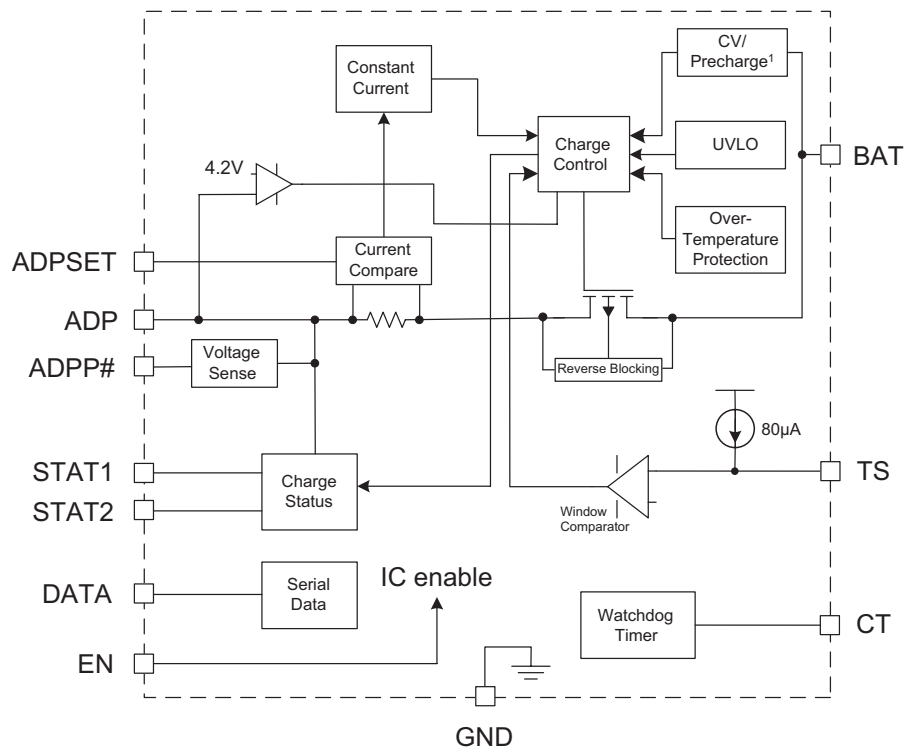 CV/
Precharge1
Constant
Current
Charge
Control
UVLO
BAT
4.2V
Over-
Temperature
Protection
Current
Compare
ADPSET
ADP
ADPP#
Voltage
Sense
Reverse Blocking
80µA
STAT1
STAT2
Charge
Status
Window
Comparator
TS
DATA
Serial
Data
IC enable
Watchdog
Timer
CT
EN
GND